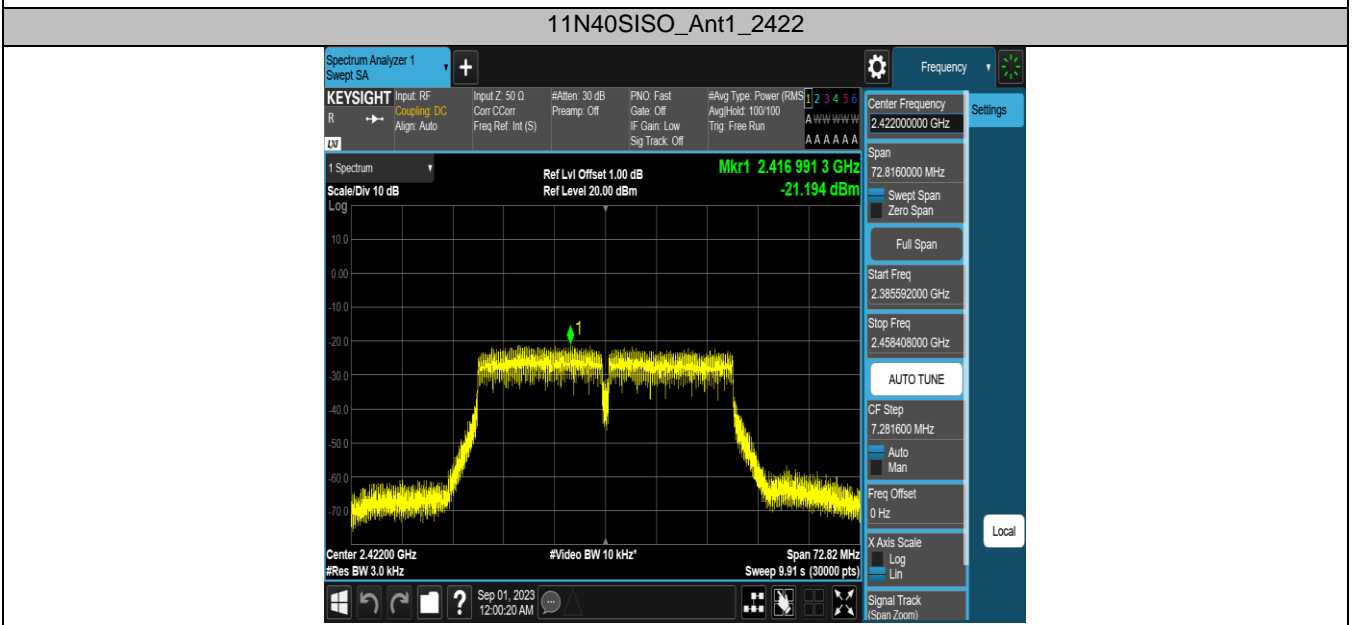 11N40SISO_Ant1_2422
Spectrum Analyzer 1
Swept SA
Frequency
KEYSIGHT
R
LXI
Input: RF
Coupling: DC
Align: Auto
Input Z: 50 Ω
Corr CCorr
Freq Ref: Int (S)
#Atten: 30 dB
Preamp: Off
PNO: Fast
Gate: Off
IF Gain: Low
Sig Track: Off
#Avg Type: Power (RMS
Avg|Hold: 100/100
Trig: Free Run
1 2 3 4 5 6
A W W W W W
A A A A A A
1 Spectrum
Scale/Div 10 dB
Log
Ref Lvl Offset 1.00 dB
Ref Level 20.00 dBm
Mkr1 2.416 991 3 GHz
-21.194 dBm
10.0
0.00
-10.0
-20.0
-30.0
-40.0
-50.0
-60.0
-70.0
1
Center 2.42200 GHz
#Res BW 3.0 kHz
#Video BW 10 kHz*
Span 72.82 MHz
Sweep 9.91 s (30000 pts)
Sep 01, 2023
12:00:20 AM
Center Frequency
2.422000000 GHz
Settings
Span
72.8160000 MHz
Swept Span
Zero Span
Full Span
Start Freq
2.385592000 GHz
Stop Freq
2.458408000 GHz
AUTO TUNE
CF Step
7.281600 MHz
Auto
Man
Freq Offset
0 Hz
Local
X Axis Scale
Log
Lin
Signal Track
(Span Zoom)